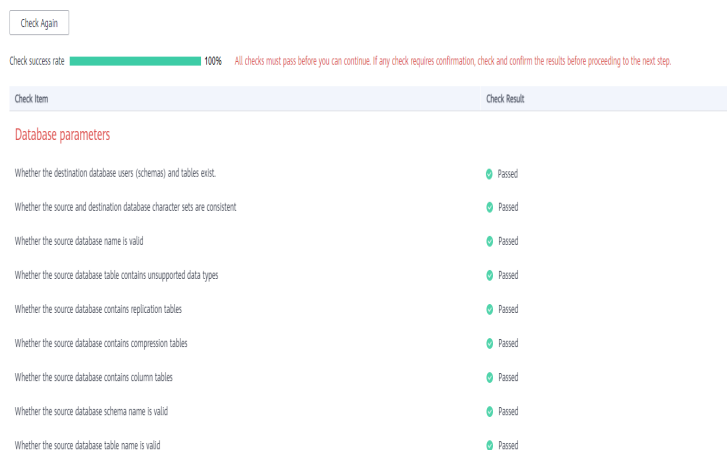 Check Again
Check success rate 100% All checks must pass before you can continue. If any check requires confirmation, check and confirm the results before proceeding to the next step.
Check Item Check Result
Database parameters
Whether the destination database users (schemas) and tables exist. Passed
Whether the source and destination database character sets are consistent Passed
Whether the source database name is valid Passed
Whether the source database table contains unsupported data types Passed
Whether the source database contains replication tables Passed
Whether the source database contains compression tables Passed
Whether the source database contains column tables Passed
Whether the source database schema name is valid Passed
Whether the source database table name is valid Passed